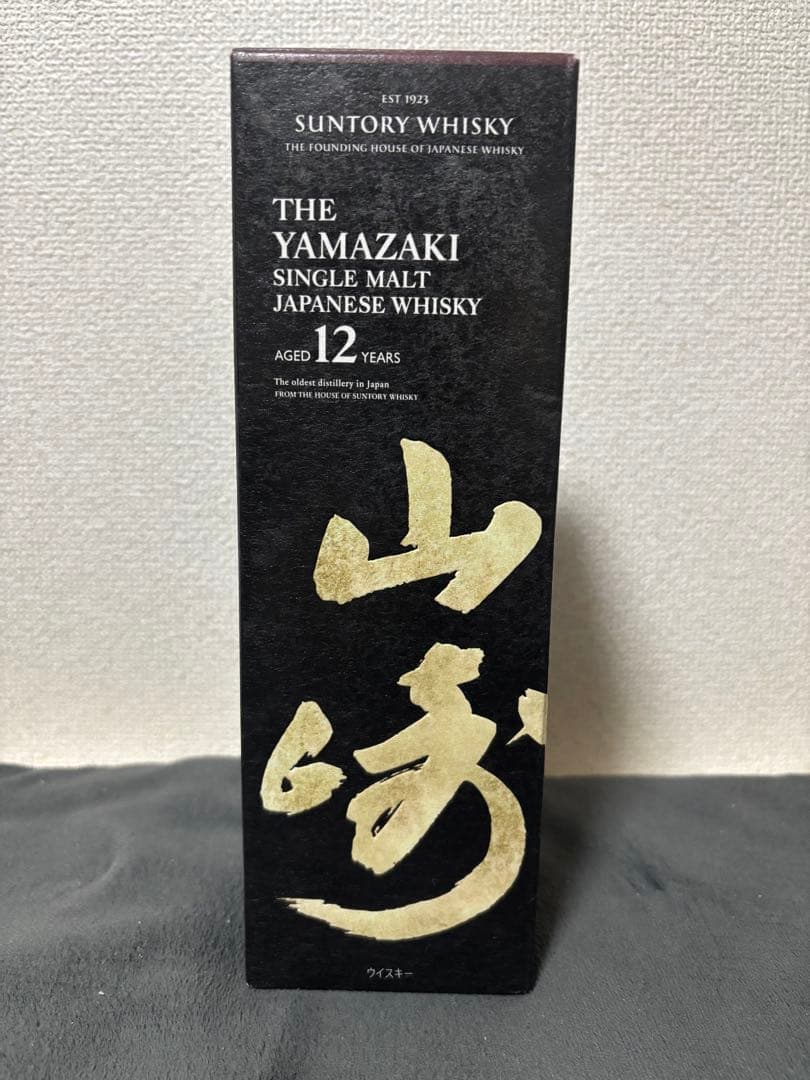 EST 1923
SUNTORY WHISKY
THE FOUNDING HOUSE OF JAPANESE WHISKY
THE
YAMAZAKI
SINGLE MALT
JAPANESE WHISKY
AGED 12 YEARS
The oldest distillery in Japan
FROM THE HOUSE OF SUNTORY WHISKY
山
崎
ウイスキー